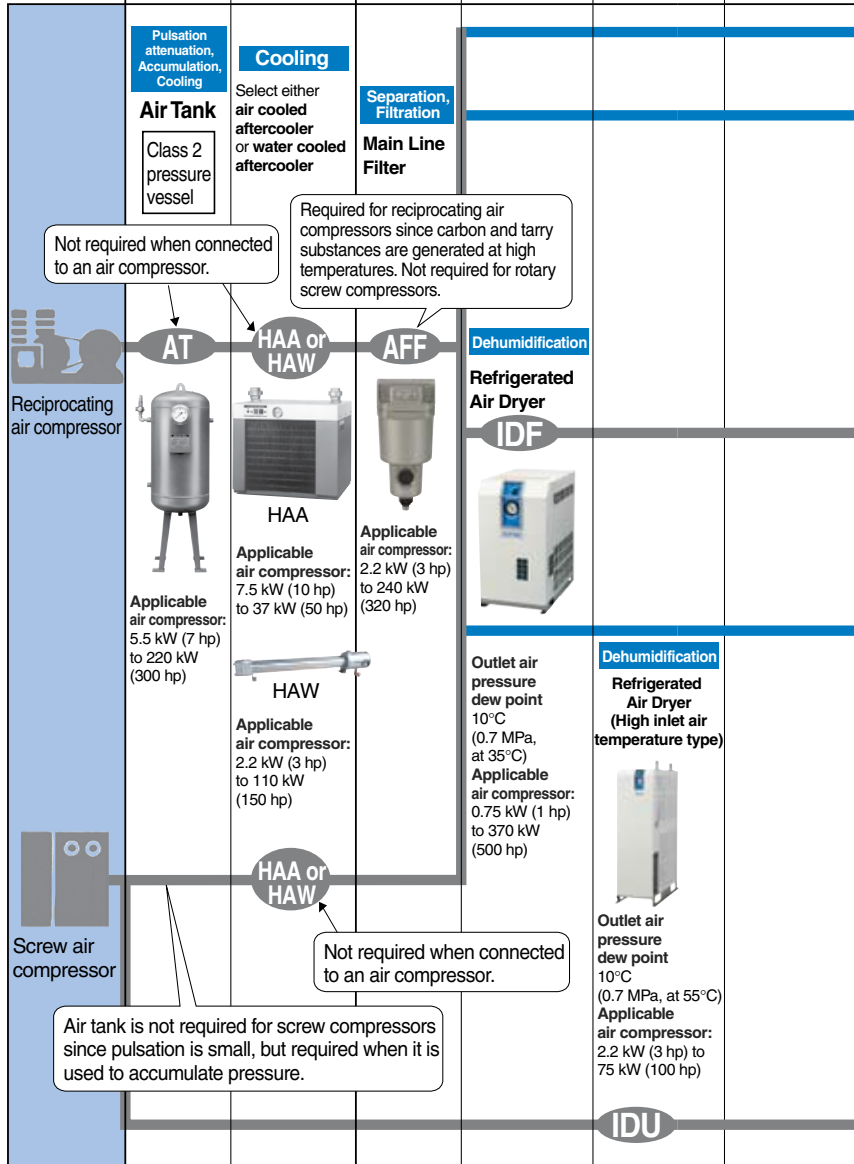 Pulsation
attenuation,
Accumulation,
Cooling
Air Tank
Class 2
pressure
vessel
Cooling
Select either
air cooled
aftercooler
or water cooled
aftercooler
Separation,
Filtration
Main Line
Filter
Not required when connected
to an air compressor.
Required for reciprocating air
compressors since carbon and tarry
substances are generated at high
temperatures. Not required for rotary
screw compressors.
AT
HAA or
HAW
AFF
Reciprocating
air compressor
Dehumidification
Refrigerated
Air Dryer
IDF
HAA
Applicable
air compressor:
5.5 kW (7 hp)
to 220 kW
(300 hp)
Applicable
air compressor:
7.5 kW (10 hp)
to 37 kW (50 hp)
HAW
Applicable
air compressor:
2.2 kW (3 hp)
to 110 kW
(150 hp)
Applicable
air compressor:
2.2 kW (3 hp)
to 240 kW
(320 hp)
Outlet air
pressure
dew point
10°C
(0.7 MPa,
at 35°C)
Applicable
air compressor:
0.75 kW (1 hp)
to 370 kW
(500 hp)
Dehumidification
Refrigerated
Air Dryer
(High inlet air
temperature type)
Outlet air
pressure
dew point
10°C
(0.7 MPa, at 55°C)
Applicable
air compressor:
2.2 kW (3 hp) to
75 kW (100 hp)
HAA or
HAW
Screw air
compressor
Not required when connected
to an air compressor.
Air tank is not required for screw compressors
since pulsation is small, but required when it is
used to accumulate pressure.
IDU